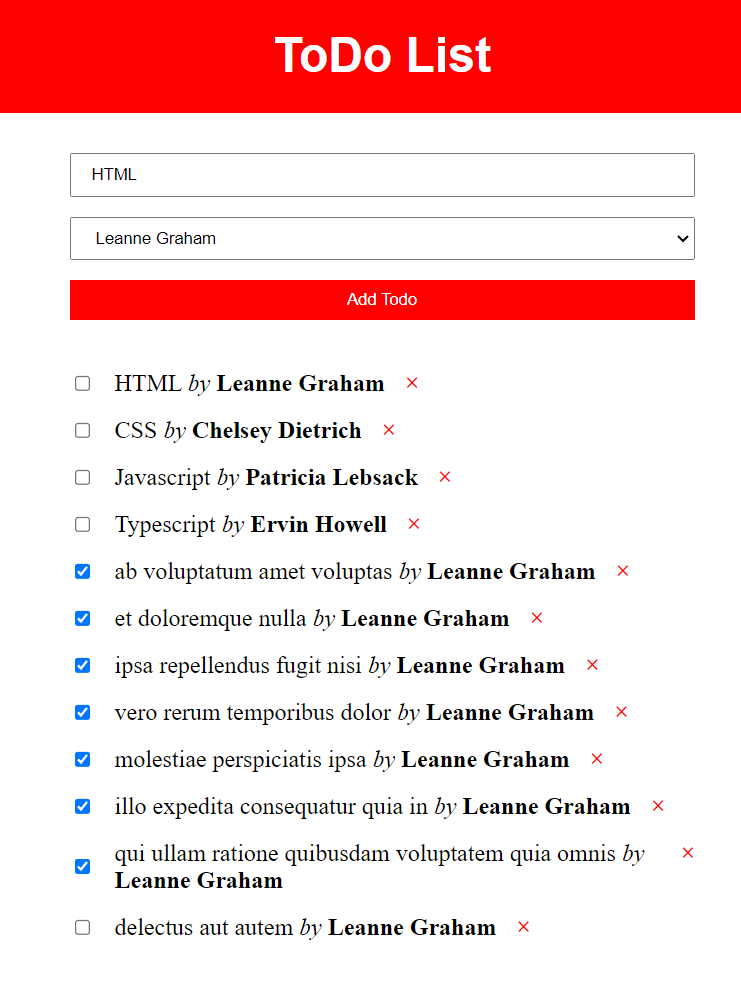 ToDo List
HTML
Leanne Graham
Add Todo
HTML by Leanne Graham ×
CSS by Chelsey Dietrich ×
Javascript by Patricia Lebsack ×
Typescript by Ervin Howell ×
ab voluptatum amet voluptas by Leanne Graham ×
et doloremque nulla by Leanne Graham ×
ipsa repellendus fugit nisi by Leanne Graham ×
vero rerum temporibus dolor by Leanne Graham ×
molestiae perspiciatis ipsa by Leanne Graham ×
illo expedita consequatur quia in by Leanne Graham ×
qui ullam ratione quibusdam voluptatem quia omnis by ×
Leanne Graham
delectus aut autem by Leanne Graham ×